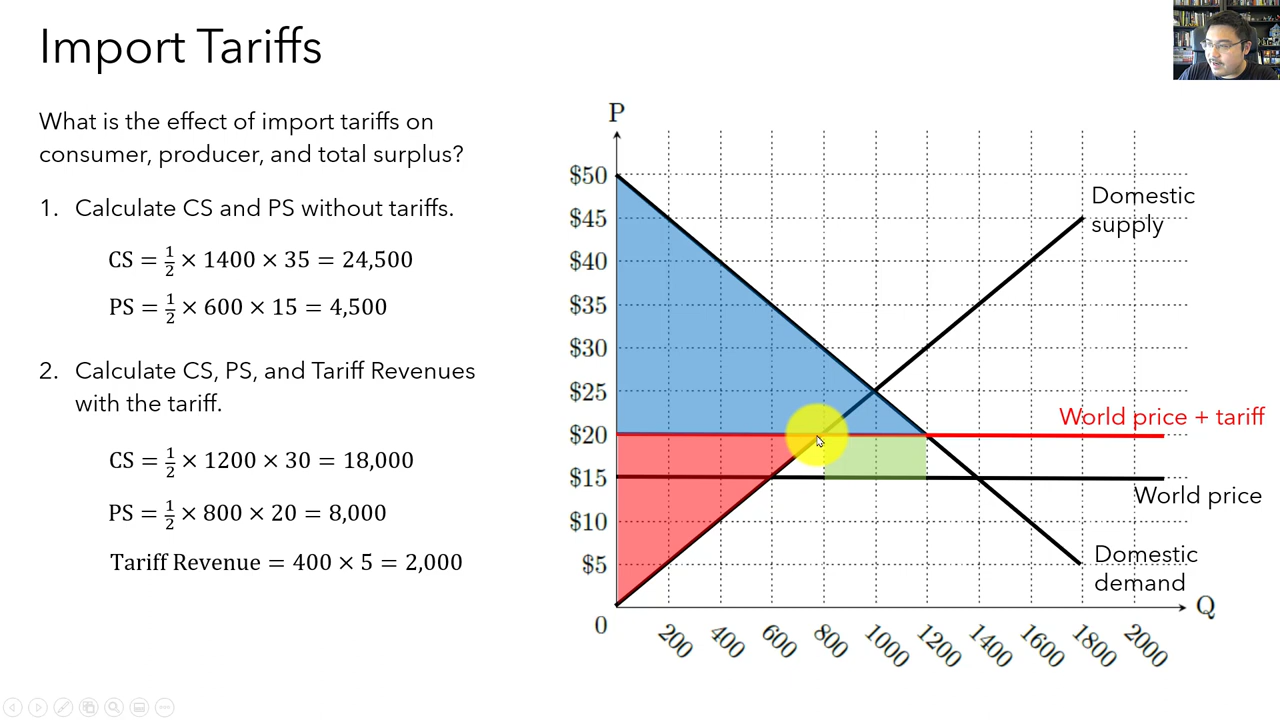 Import Tariffs
What is the effect of import tariffs on
consumer, producer, and total surplus?
1. Calculate CS and PS without tariffs.
CS = 1/2 × 1400 × 35 = 24,500
PS = 1/2 × 600 × 15 = 4,500
2. Calculate CS, PS, and Tariff Revenues
with the tariff.
CS = 1/2 × 1200 × 30 = 18,000
PS = 1/2 × 800 × 20 = 8,000
Tariff Revenue = 400 × 5 = 2,000
P
$50
$45
$40
$35
$30
$25
$20
$15
$10
$5
0
200
400
600
800
1000
1200
1400
1600
1800
2000
Q
Domestic
supply
World price + tariff
World price
Domestic
demand